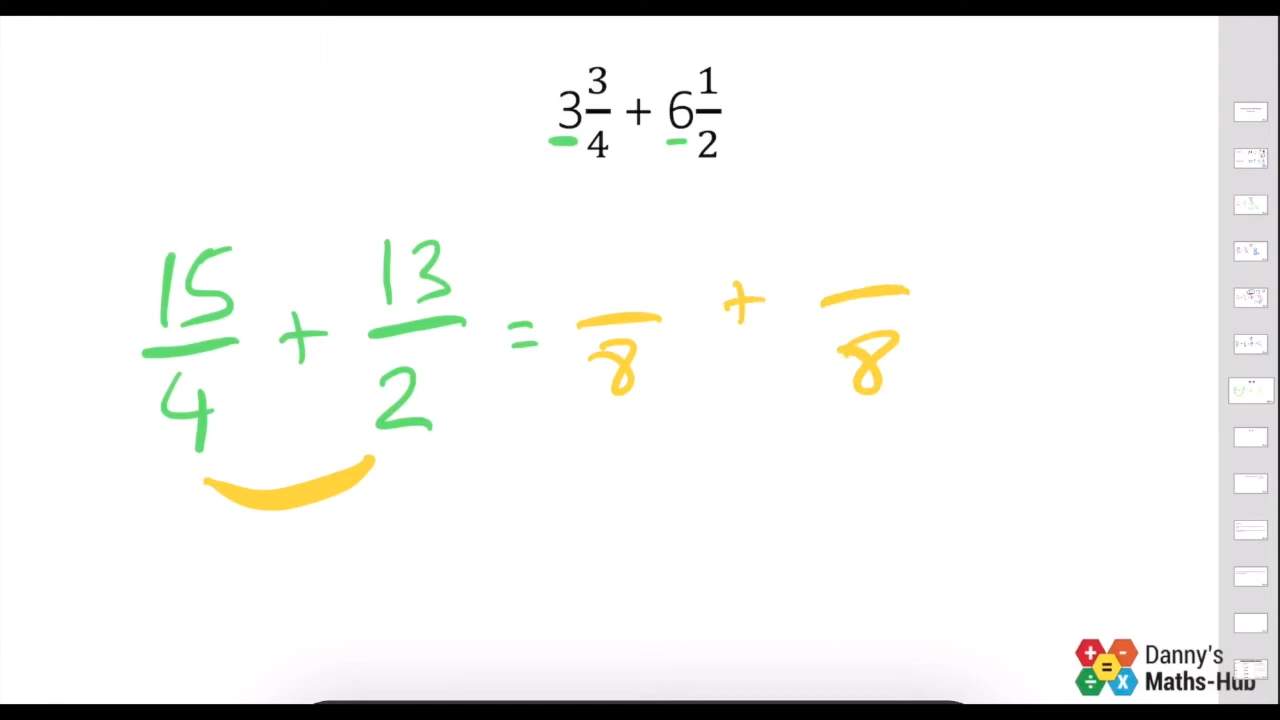 3 3/4 + 6 1/2
15/4 + 13/2 = /8 + /8
Danny's
Maths-Hub